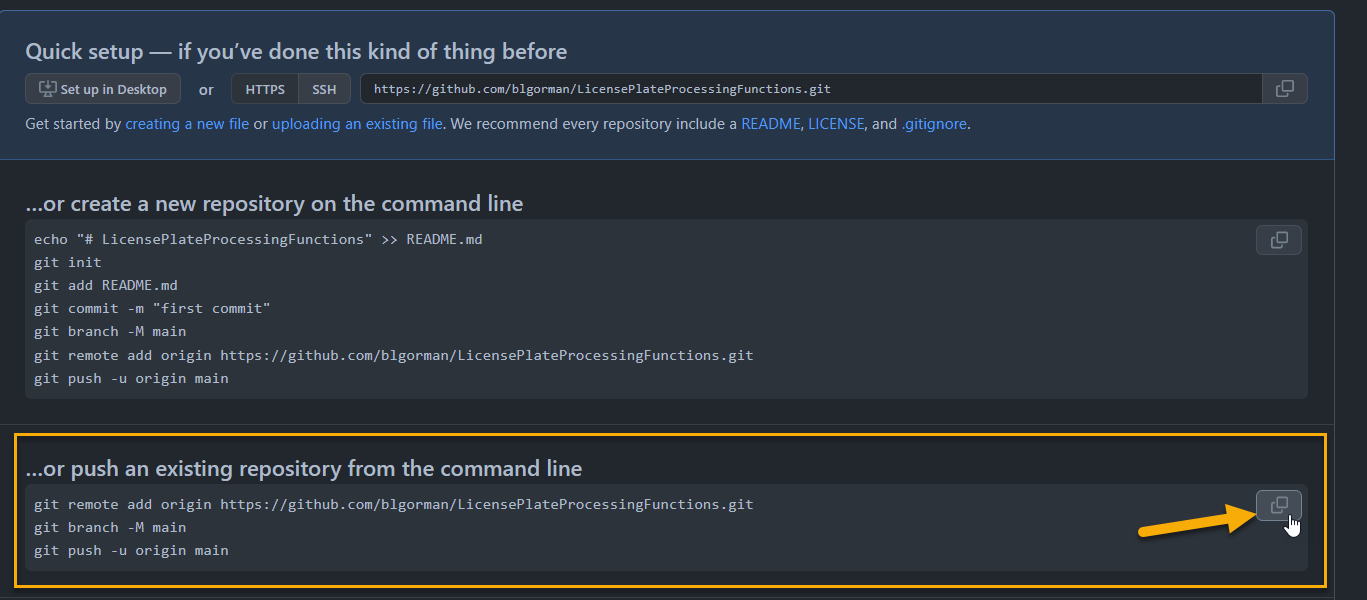 Quick setup — if you’ve done this kind of thing before
Set up in Desktop or HTTPS SSH https://github.com/blgorman/LicensePlateProcessingFunctions.git
Get started by creating a new file or uploading an existing file. We recommend every repository include a README, LICENSE, and .gitignore.
…or create a new repository on the command line
echo "# LicensePlateProcessingFunctions" >> README.md
git init
git add README.md
git commit -m "first commit"
git branch -M main
git remote add origin https://github.com/blgorman/LicensePlateProcessingFunctions.git
git push -u origin main
…or push an existing repository from the command line
git remote add origin https://github.com/blgorman/LicensePlateProcessingFunctions.git
git branch -M main
git push -u origin main